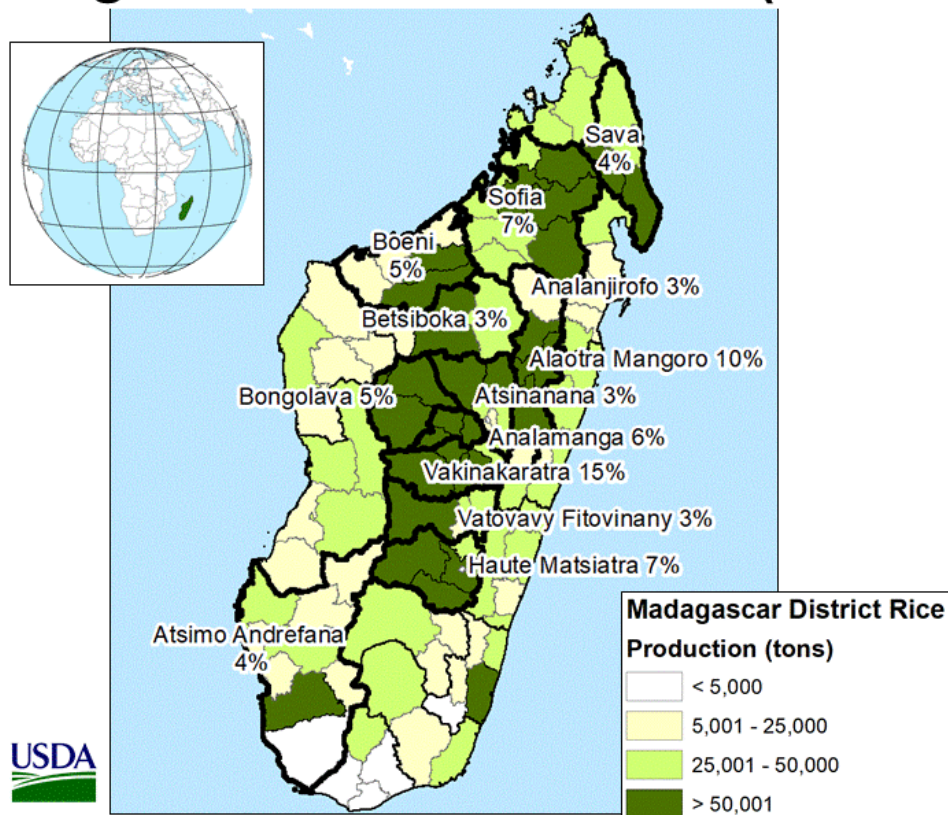 Sava
4%
Sofia
7%
Boeni
5%
Analanjirofo 3%
Betsiboka 3%
Alaotra Mangoro 10%
Bongolava 5%
Atsinanana 3%
Analamanga 6%
Vakinakaratra 15%
Vatovavy Fitovinany 3%
Haute Matsiatra 7%
Atsimo Andrefana
4%
Madagascar District Rice
Production (tons)
< 5,000
5,001 - 25,000
25,001 - 50,000
> 50,001
USDA